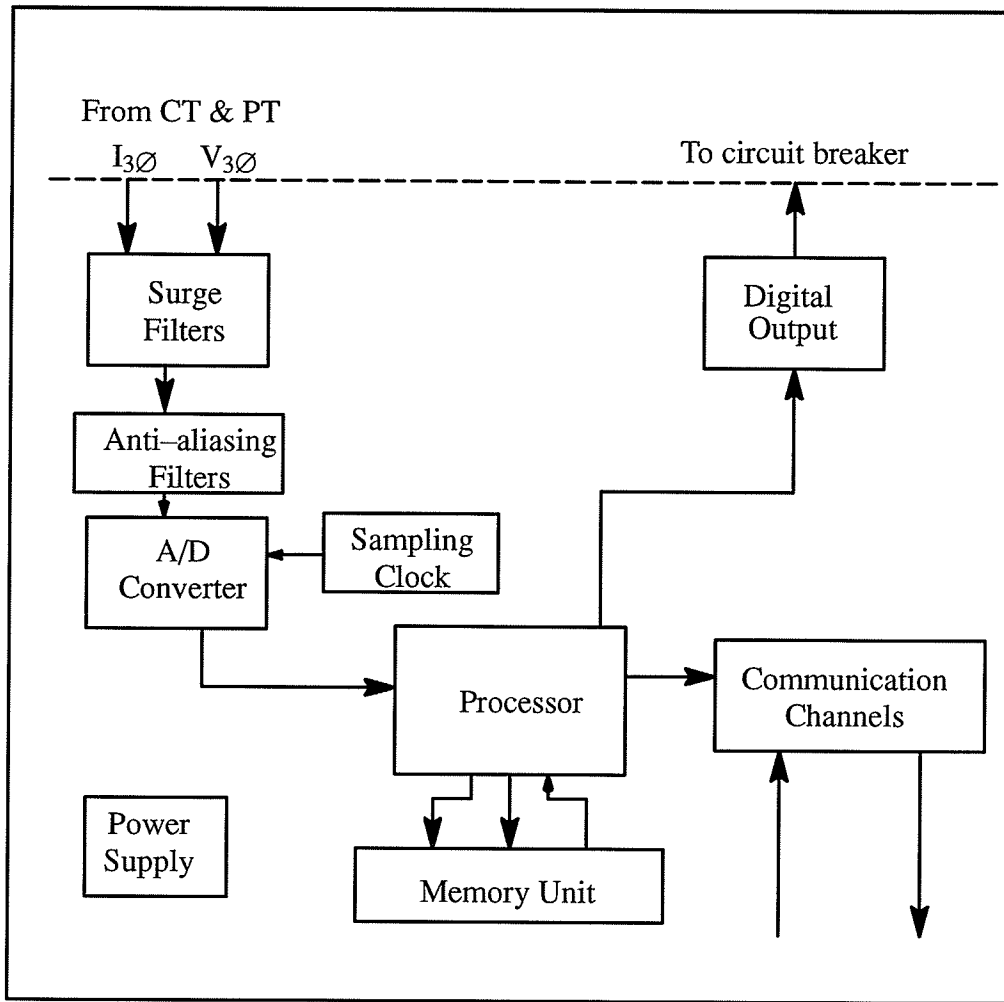 From CT & PT
I3∅ V3∅
To circuit breaker
Surge
Filters
Digital
Output
Anti–aliasing
Filters
A/D
Converter
Sampling
Clock
Processor
Communication
Channels
Power
Supply
Memory Unit